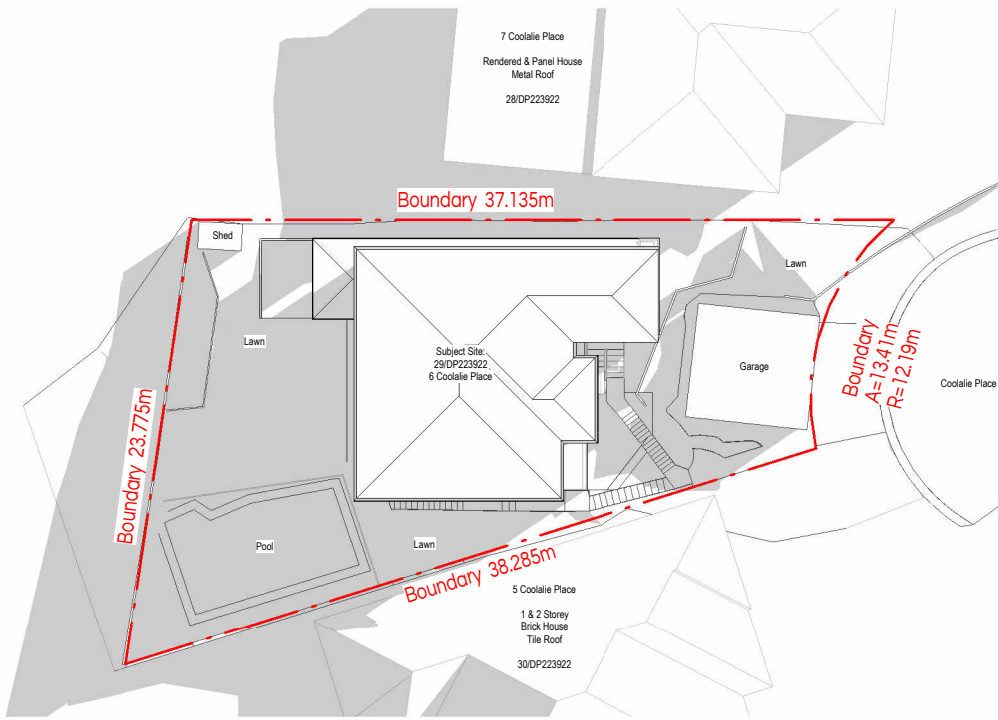 7 Coolalie Place
Rendered & Panel House
Metal Roof
28/DP223922
Boundary 37.135m
Shed
Lawn
Lawn
Subject Site:
29/DP223922
6 Coolalie Place
Garage
Boundary
A=13.41m
R=12.19m
Coolalie Place
Boundary 23.775m
Pool
Lawn
Boundary 38.285m
5 Coolalie Place
1 & 2 Storey
Brick House
Tile Roof
30/DP223922